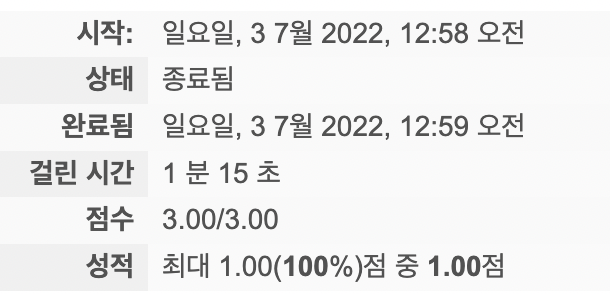 시작: 일요일, 3 7월 2022, 12:58 오전
상태 종료됨
완료됨 일요일, 3 7월 2022, 12:59 오전
걸린 시간 1 분 15 초
점수 3.00/3.00
성적 최대 1.00(100%)점 중 1.00점